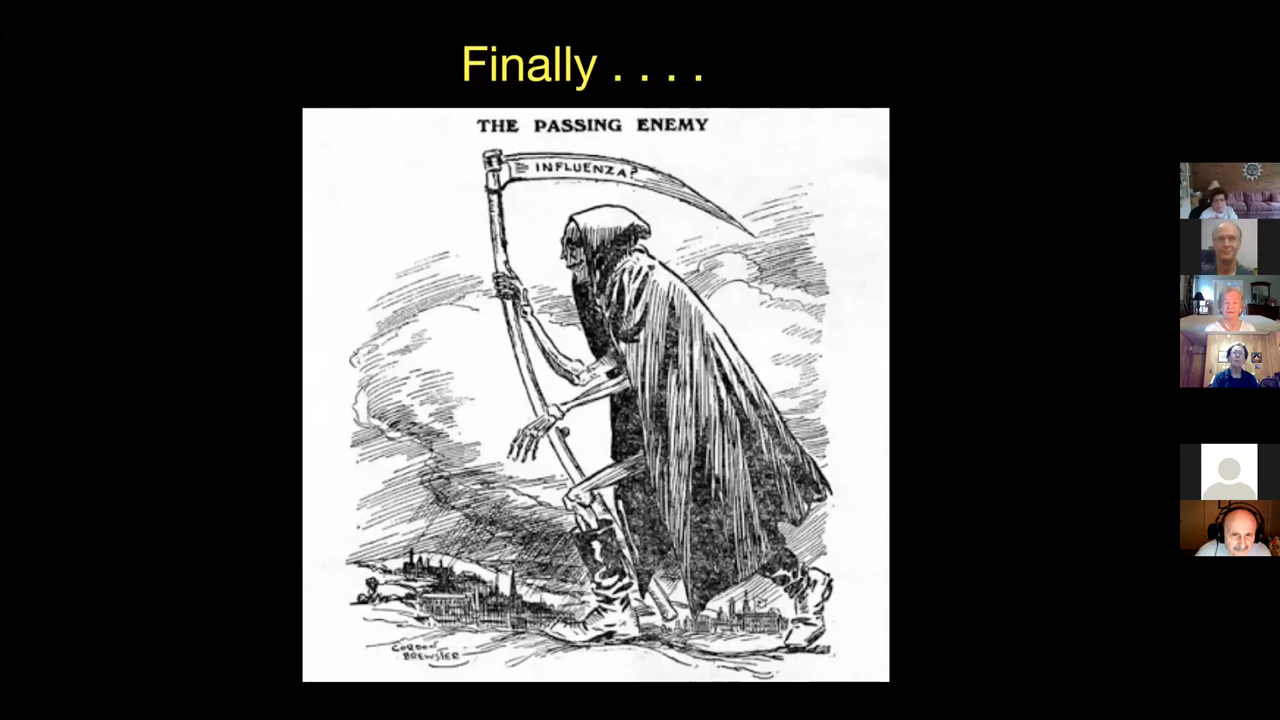 Finally . . . .
THE PASSING ENEMY
INFLUENZA?
GORDON
BREWSTER